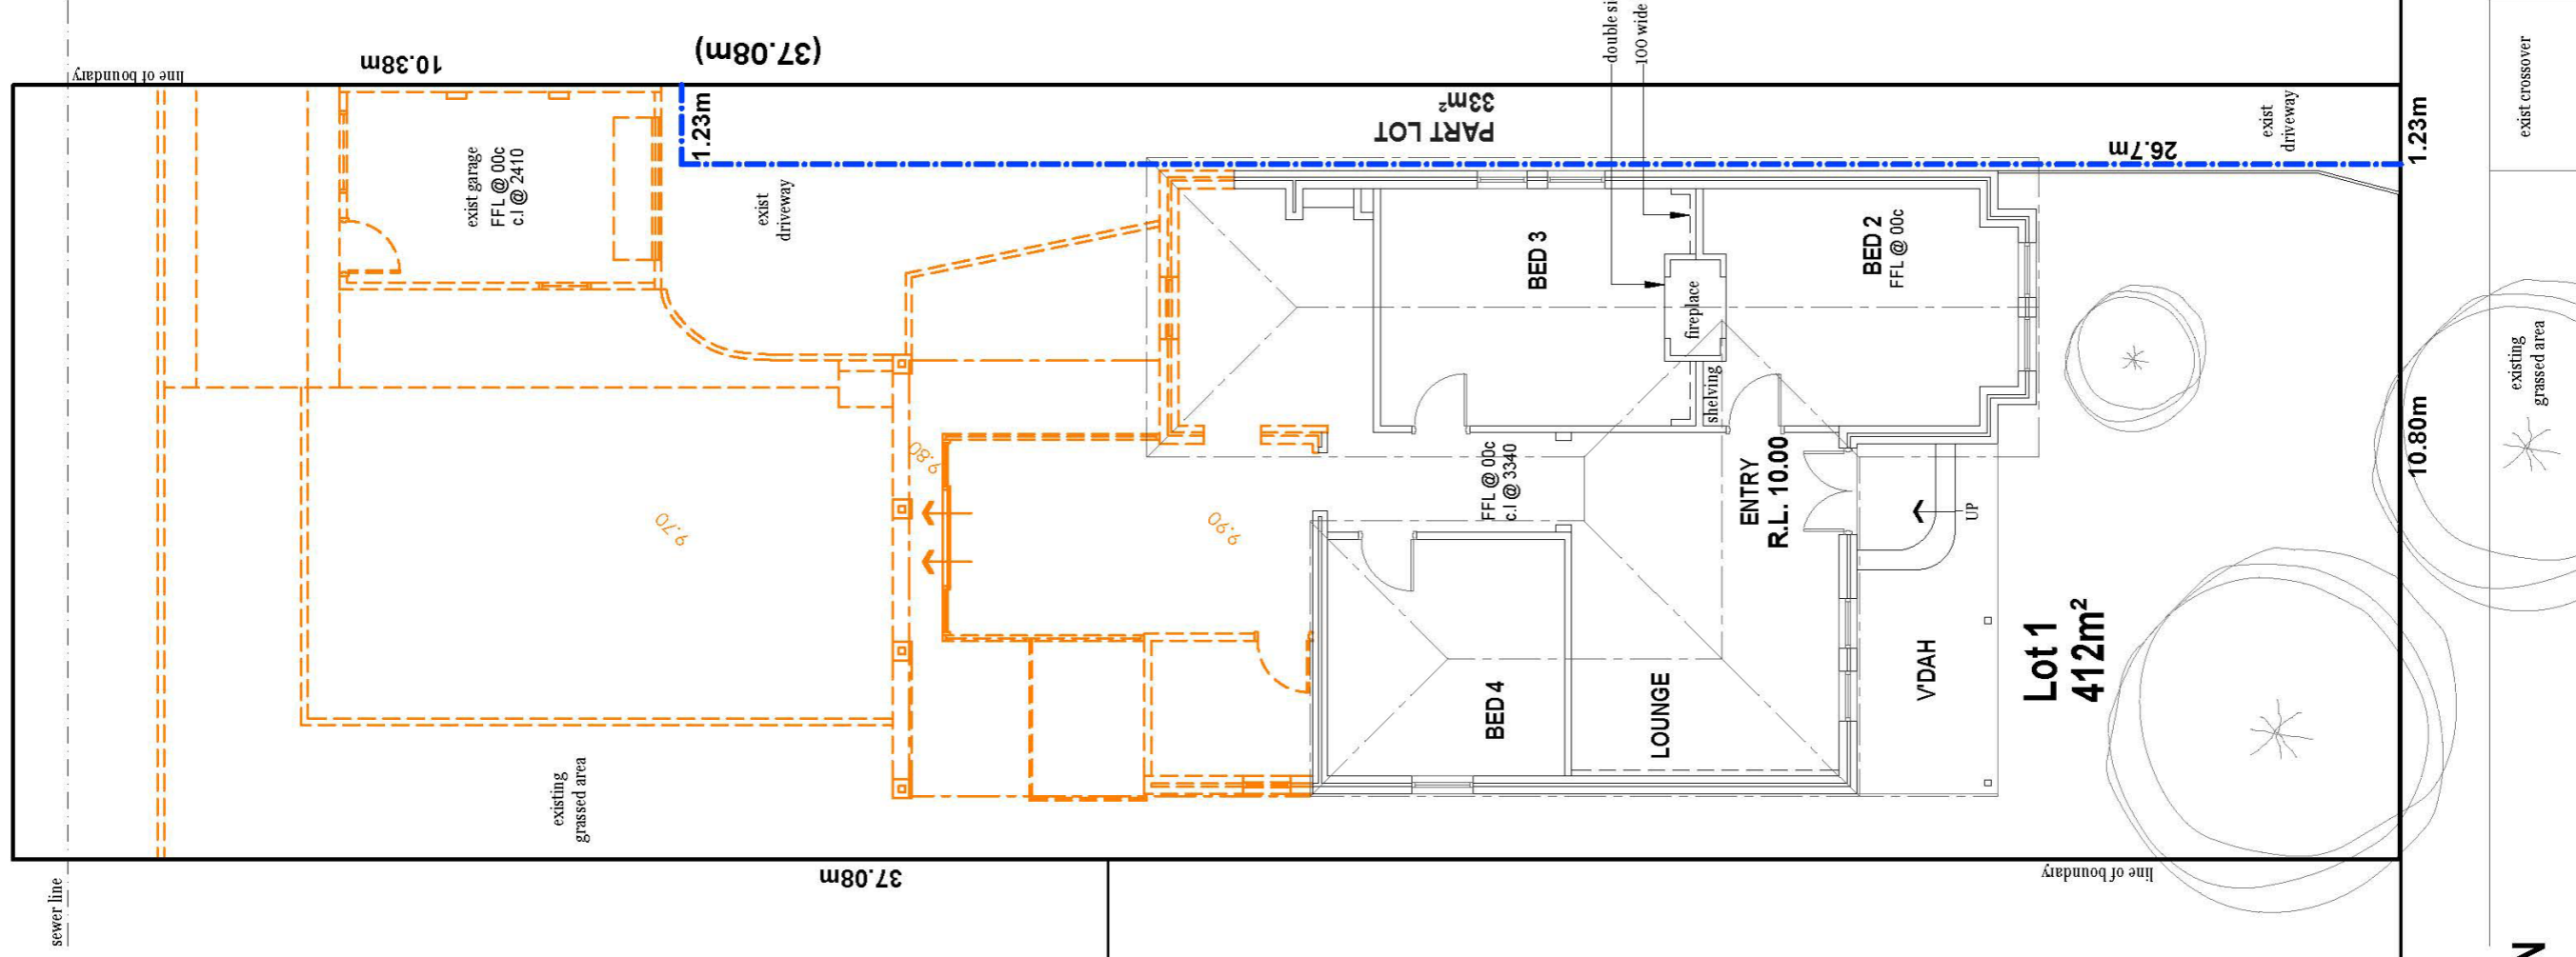 line of boundary
10.38m
(37.08m)
1.23m
exist garage
FFL @ 00c
c.l @ 2410
exist
driveway
PART LOT
33m²
double si
100 wide
26.7m
exist
driveway
1.23m
exist crossover
BED 3
BED 2
FFL @ 00c
fireplace
shelving
existing
grassed area
10.80m
9.80
9.70
9.90
FFL @ 00c
c.l @ 3340
ENTRY
R.L. 10.00
UP
BED 4
LOUNGE
V'DAH
Lot 1
412m²
existing
grassed area
sewer line
37.08m
line of boundary
N